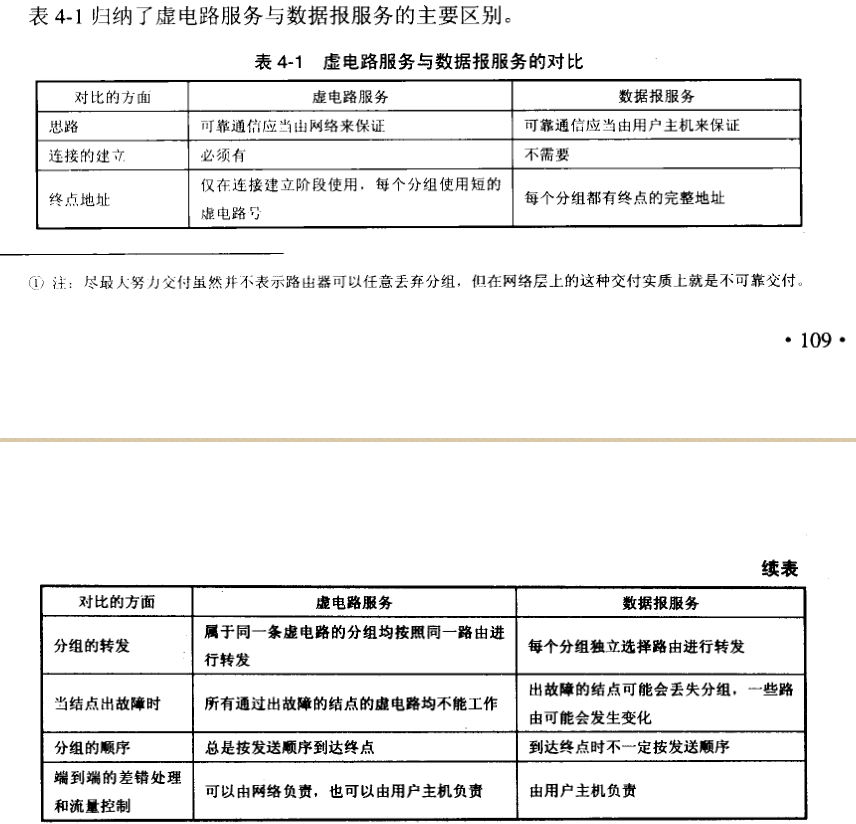 表 4-1 归纳了虚电路服务与数据报服务的主要区别。
表 4-1 虚电路服务与数据报服务的对比
对比的方面 虚电路服务 数据报服务
思路 可靠通信应当由网络来保证 可靠通信应当由用户主机来保证
连接的建立 必须有 不需要
终点地址 仅在连接建立阶段使用，每个分组使用短的 每个分组都有终点的完整地址
虚电路号
① 注：尽最大努力交付虽然并不表示路由器可以任意丢弃分组，但在网络层上的这种交付实质上就是不可靠交付。
• 109 •
续表
对比的方面 虚电路服务 数据报服务
分组的转发 属于同一条虚电路的分组均按照同一路由进 每个分组独立选择路由进行转发
行转发
当结点出故障时 所有通过出故障的结点的虚电路均不能工作 出故障的结点可能会丢失分组，一些路
由可能会发生变化
分组的顺序 总是按发送顺序到达终点 到达终点时不一定按发送顺序
端到端的差错处理 可以由网络负责，也可以由用户主机负责 由用户主机负责
和流量控制